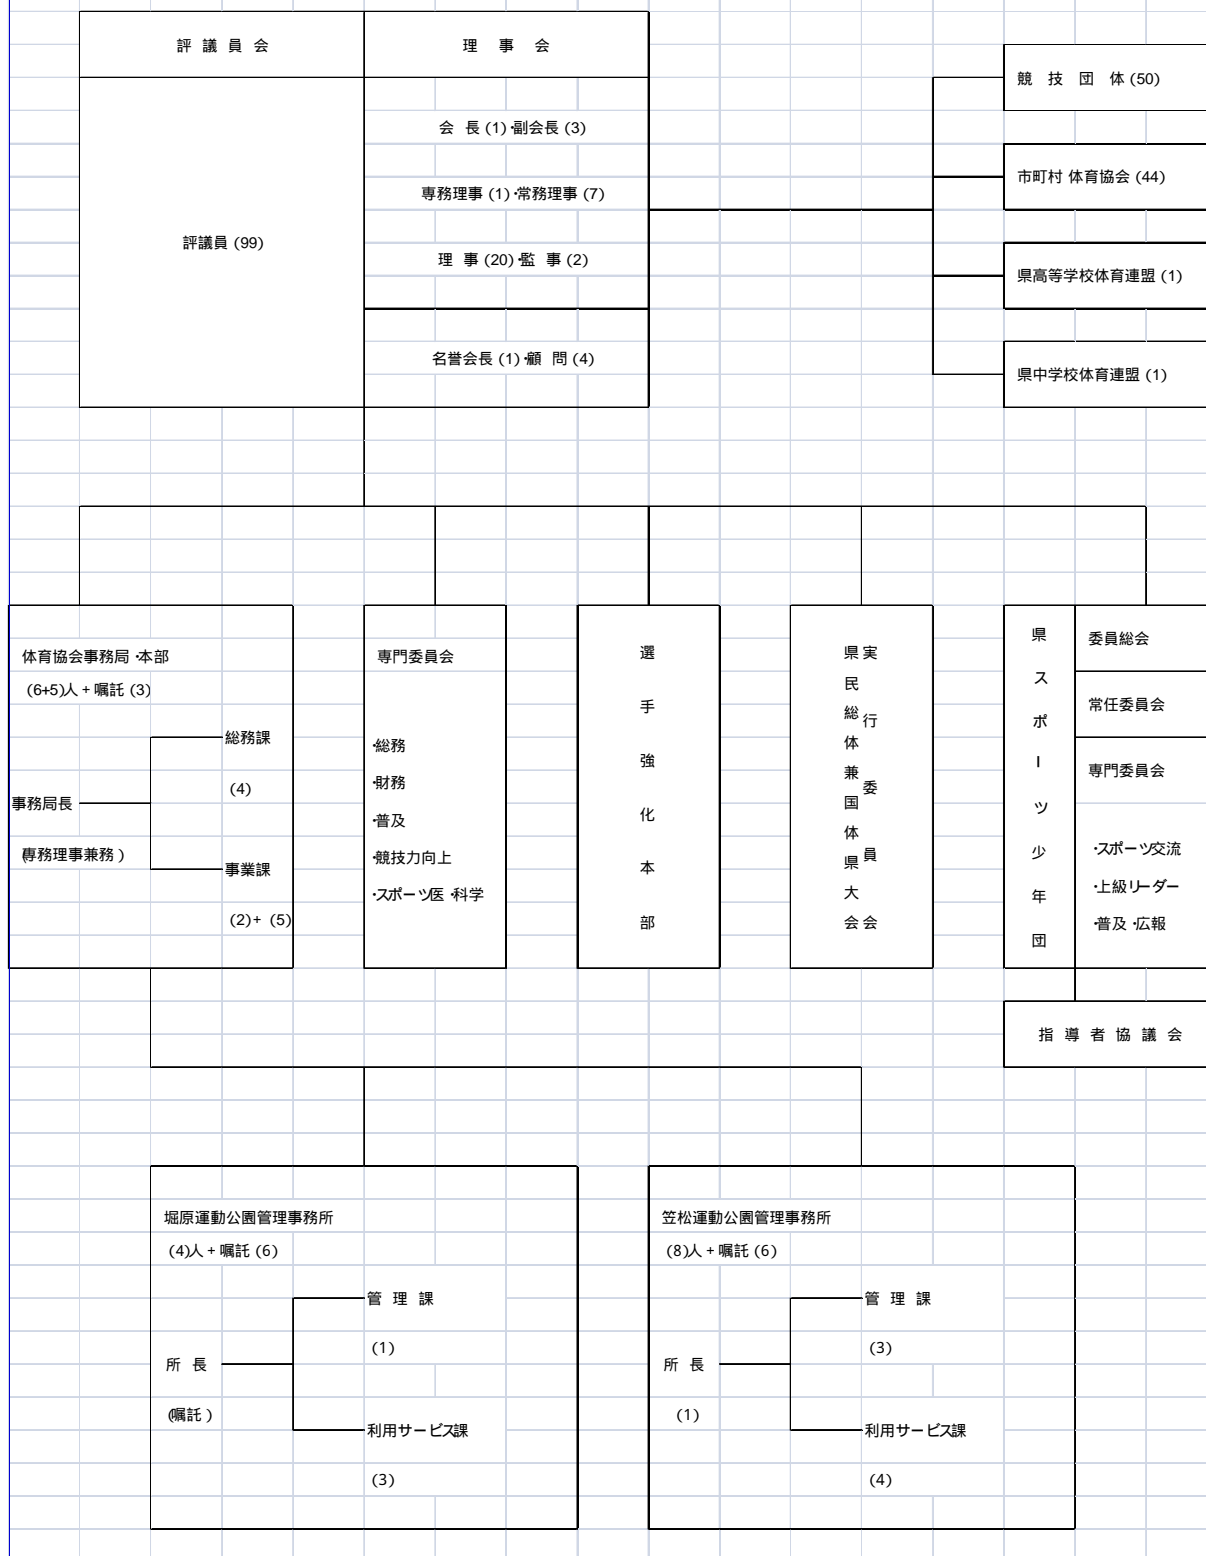 評 議 員 会
理 事 会
評議員 (99)
会 長 (1)・副会長 (3)
専務理事 (1)・常務理事 (7)
理 事 (20)・監 事 (2)
名誉会長 (1)・顧 問 (4)
競 技 団 体 (50)
市町村 体育協会 (44)
県高等学校体育連盟 (1)
県中学校体育連盟 (1)
体育協会事務局・本部
(6+5)人 + 嘱託 (3)
事務局長
(専務理事兼務 )
総務課
(4)
事業課
(2)+ (5)
専門委員会
・総務
・財務
・普及
・競技力向上
・スポーツ医・科学
選手強化本部
県民総体兼国体県大会
実行委員会
県スポーツ少年団
委員総会
常任委員会
専門委員会
・スポーツ交流
・上級リーダー
・普及・広報
指 導 者 協 議 会
堀原運動公園管理事務所
(4)人 + 嘱託 (6)
所 長
(嘱託 )
管 理 課
(1)
利用サービス課
(3)
笠松運動公園管理事務所
(8)人 + 嘱託 (6)
所 長
(1)
管 理 課
(3)
利用サービス課
(4)